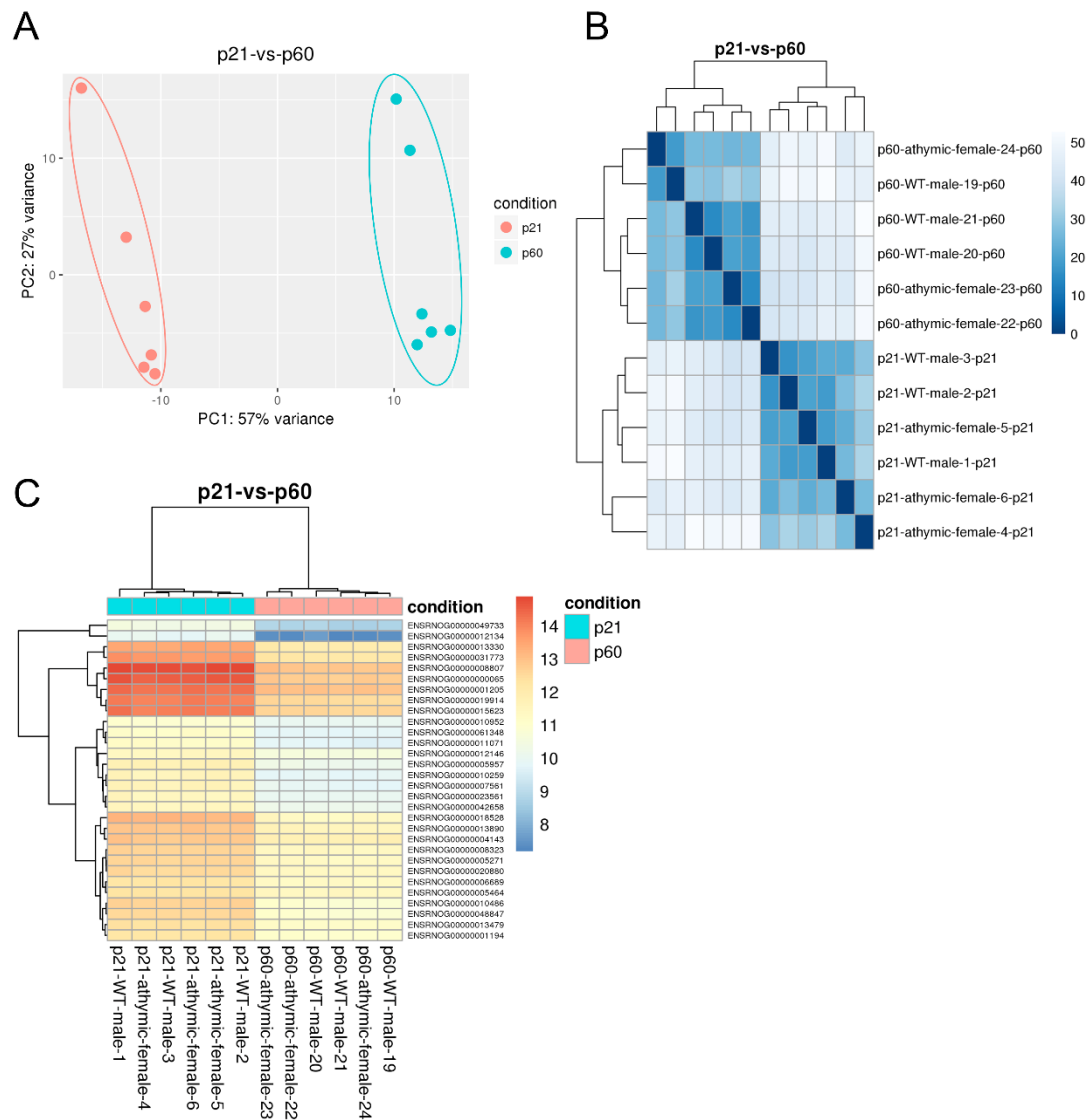 A
p21-vs-p60
10
0
PC2: 27% variance
-10
0
10
PC1: 57% variance
condition
p21
p60
B
p21-vs-p60
p60-athymic-female-24-p60
p60-WT-male-19-p60
p60-WT-male-21-p60
p60-WT-male-20-p60
p60-athymic-female-23-p60
p60-athymic-female-22-p60
p21-WT-male-3-p21
p21-WT-male-2-p21
p21-athymic-female-5-p21
p21-WT-male-1-p21
p21-athymic-female-6-p21
p21-athymic-female-4-p21
50
40
30
20
10
0
C
p21-vs-p60
condition
ENSRNOG00000049733
ENSRNOG00000012134
ENSRNOG00000013330
ENSRNOG00000031773
ENSRNOG00000008807
ENSRNOG00000000065
ENSRNOG00000001205
ENSRNOG00000019914
ENSRNOG00000015623
ENSRNOG00000010952
ENSRNOG00000061348
ENSRNOG00000011071
ENSRNOG00000012146
ENSRNOG00000005957
ENSRNOG00000010259
ENSRNOG00000007561
ENSRNOG00000023561
ENSRNOG00000042658
ENSRNOG00000018528
ENSRNOG00000013890
ENSRNOG00000004143
ENSRNOG00000008323
ENSRNOG00000005271
ENSRNOG00000020880
ENSRNOG00000006689
ENSRNOG00000005464
ENSRNOG00000010486
ENSRNOG00000048847
ENSRNOG00000013479
ENSRNOG00000001194
14
13
12
11
10
9
8
condition
p21
p60
p21-WT-male-1
p21-athymic-female-4
p21-WT-male-3
p21-athymic-female-6
p21-athymic-female-5
p21-WT-male-2
p60-athymic-female-23
p60-athymic-female-22
p60-WT-male-20
p60-WT-male-21
p60-athymic-female-24
p60-WT-male-19